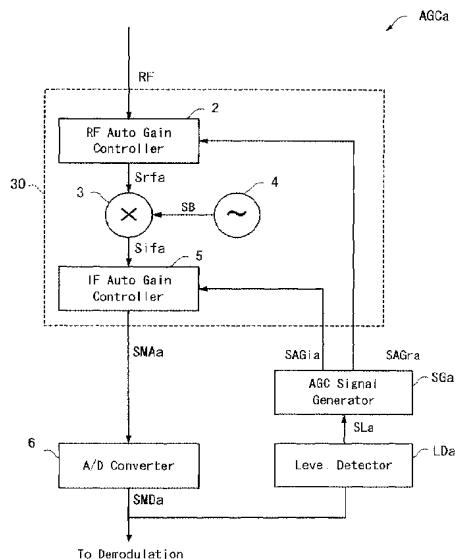 AGCa
RF
2
RF Auto Gain
Controller
30
Srfa
3
4
SB
Sifa
5
IF Auto Gain
Controller
SMAa
SAGia
SAGra
AGC Signal
Generator
SGa
SLa
6
A/D Converter
Leve. Detector
LDa
SMDa
To Demodulation